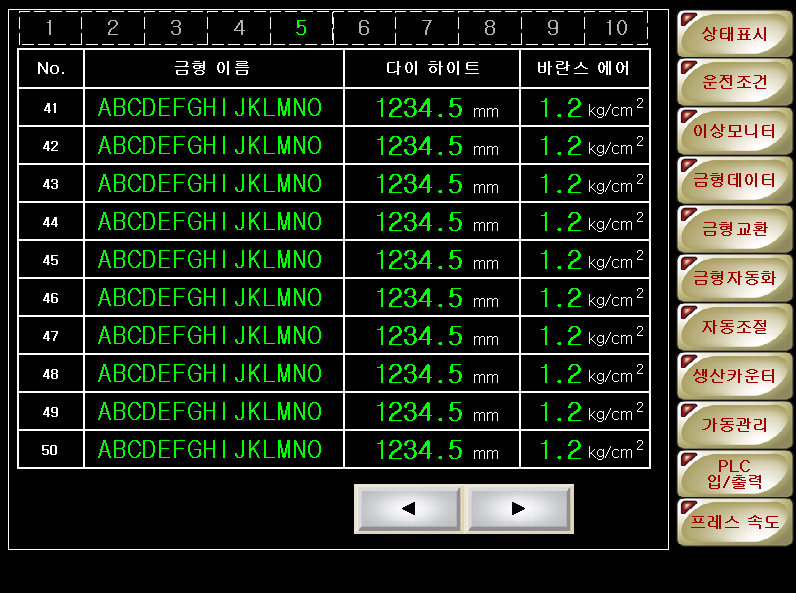 1 2 3 4 5 6 7 8 9 10
No. 금형 이름 다이 하이트 바란스 에어
41 ABCDEFGHIJKLMNO 1234.5 mm 1.2 kg/cm²
42 ABCDEFGHIJKLMNO 1234.5 mm 1.2 kg/cm²
43 ABCDEFGHIJKLMNO 1234.5 mm 1.2 kg/cm²
44 ABCDEFGHIJKLMNO 1234.5 mm 1.2 kg/cm²
45 ABCDEFGHIJKLMNO 1234.5 mm 1.2 kg/cm²
46 ABCDEFGHIJKLMNO 1234.5 mm 1.2 kg/cm²
47 ABCDEFGHIJKLMNO 1234.5 mm 1.2 kg/cm²
48 ABCDEFGHIJKLMNO 1234.5 mm 1.2 kg/cm²
49 ABCDEFGHIJKLMNO 1234.5 mm 1.2 kg/cm²
50 ABCDEFGHIJKLMNO 1234.5 mm 1.2 kg/cm²
상태표시
운전조건
이상모니터
금형데이터
금형교환
금형자동화
자동조절
생산카운터
가동관리
PLC
입/출력
프레스 속도